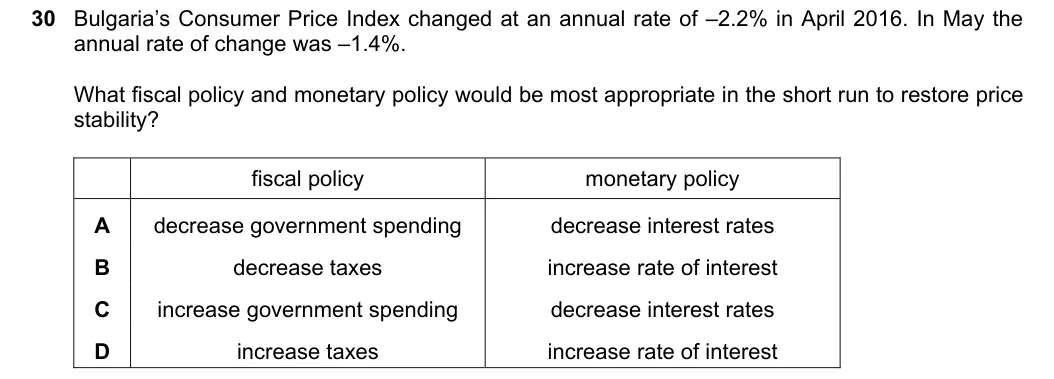 30 Bulgaria’s Consumer Price Index changed at an annual rate of –2.2% in April 2016. In May the
annual rate of change was –1.4%.
What fiscal policy and monetary policy would be most appropriate in the short run to restore price
stability?
fiscal policy monetary policy
A decrease government spending decrease interest rates
B decrease taxes increase rate of interest
C increase government spending decrease interest rates
D increase taxes increase rate of interest